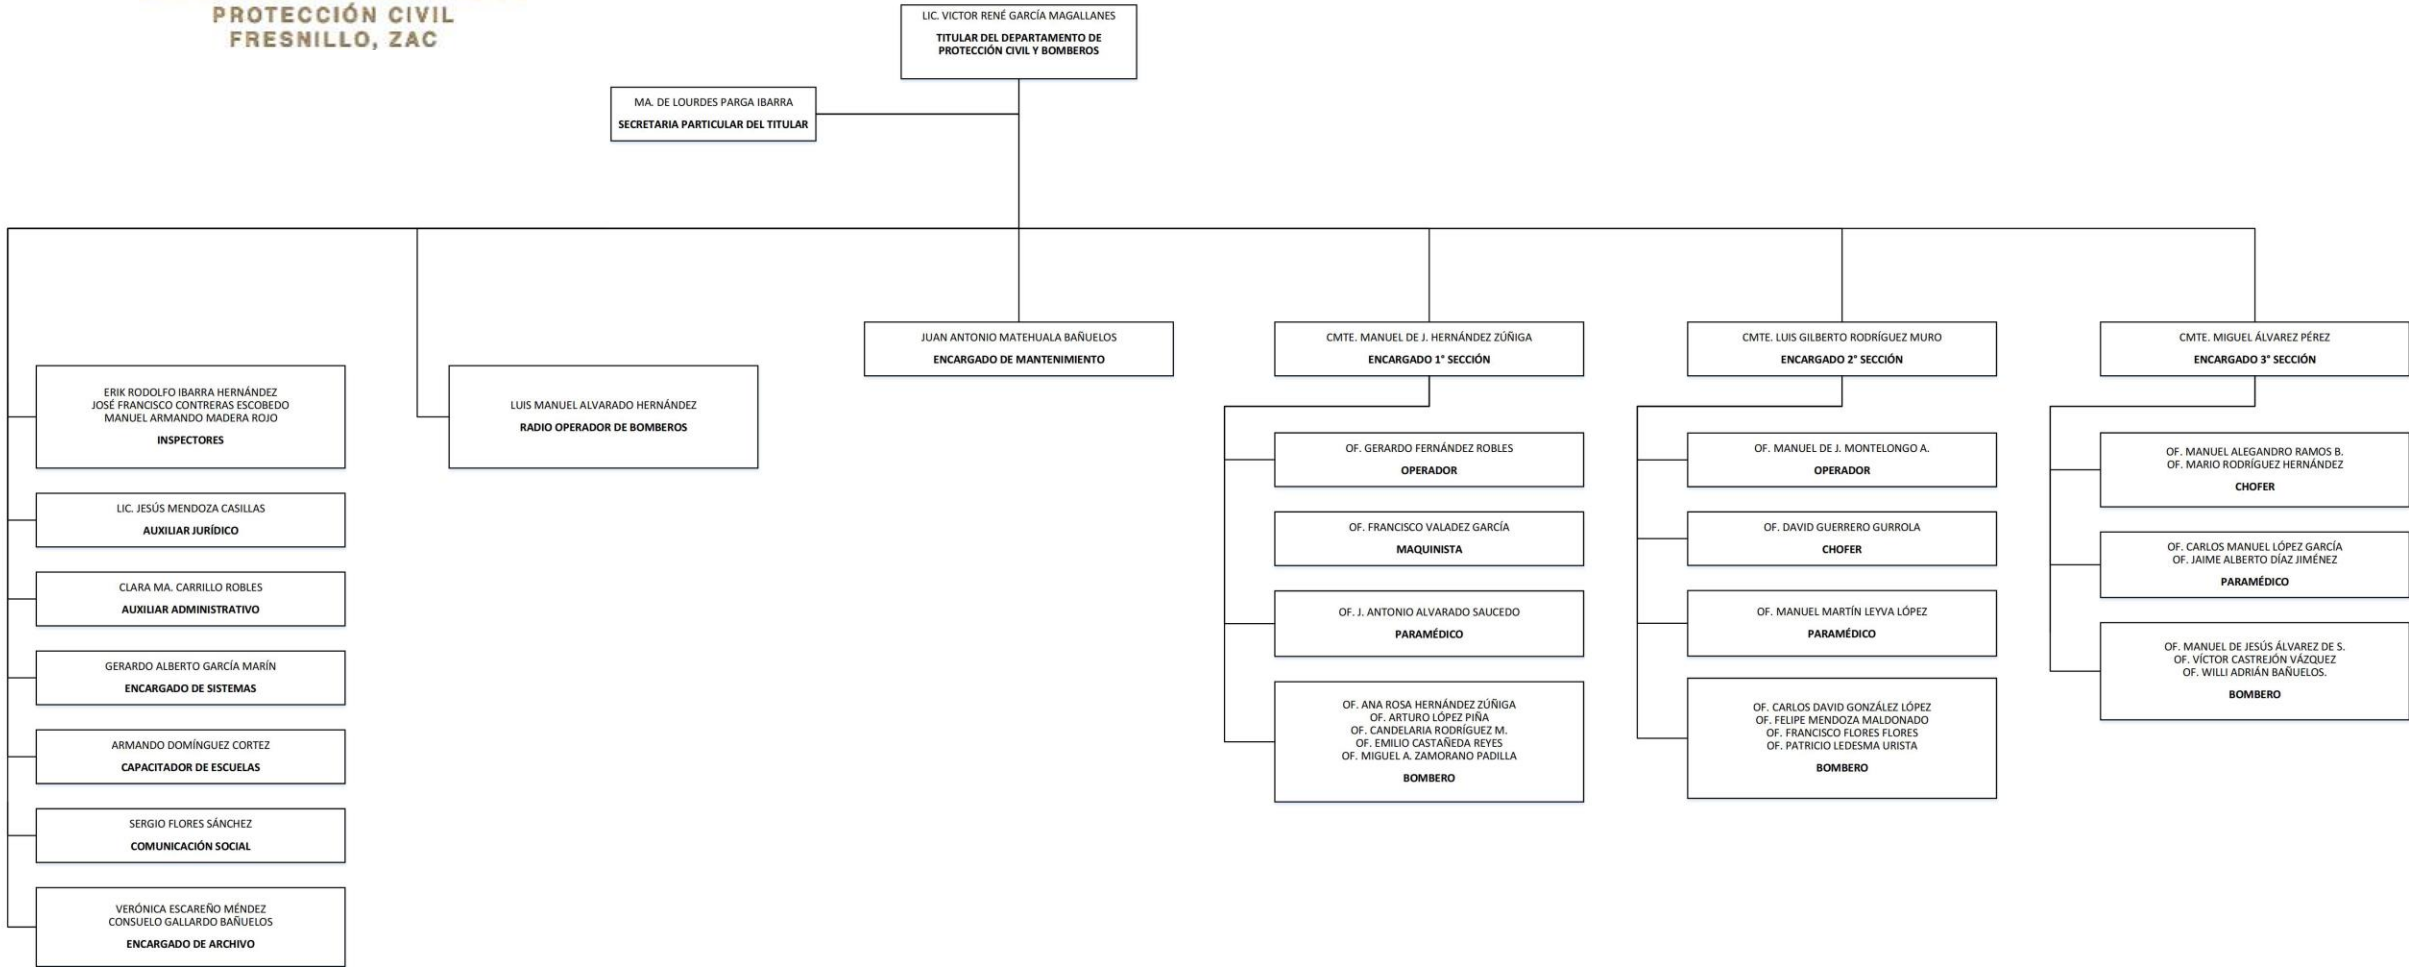 PROTECCIÓN CIVIL
FRESNILLO, ZAC
LIC. VICTOR RENÉ GARCÍA MAGALLANES
TITULAR DEL DEPARTAMENTO DE
PROTECCIÓN CIVIL Y BOMBEROS
MA. DE LOURDES PARGA IBARRA
SECRETARIA PARTICULAR DEL TITULAR
ERIK RODOLFO IBARRA HERNÁNDEZ
JOSÉ FRANCISCO CONTRERAS ESCOBEDO
MANUEL ARMANDO MADERA ROJO
INSPECTORES
LIC. JESÚS MENDOZA CASILLAS
AUXILIAR JURÍDICO
CLARA MA. CARRILLO ROBLES
AUXILIAR ADMINISTRATIVO
GERARDO ALBERTO GARCÍA MARÍN
ENCARGADO DE SISTEMAS
ARMANDO DOMÍNGUEZ CORTEZ
CAPACITADOR DE ESCUELAS
SERGIO FLORES SÁNCHEZ
COMUNICACIÓN SOCIAL
VERÓNICA ESCAREÑO MÉNDEZ
CONSUELO GALLARDO BAÑUELOS
ENCARGADO DE ARCHIVO
LUIS MANUEL ALVARADO HERNÁNDEZ
RADIO OPERADOR DE BOMBEROS
JUAN ANTONIO MATEHUALA BAÑUELOS
ENCARGADO DE MANTENIMIENTO
CMTE. MANUEL DE J. HERNÁNDEZ ZÚÑIGA
ENCARGADO 1° SECCIÓN
OF. GERARDO FERNÁNDEZ ROBLES
OPERADOR
OF. FRANCISCO VALADEZ GARCÍA
MAQUINISTA
OF. J. ANTONIO ALVARADO SAUCEDO
PARAMÉDICO
OF. ANA ROSA HERNÁNDEZ ZÚÑIGA
OF. ARTURO LÓPEZ PIÑA
OF. CANDELARIA RODRÍGUEZ M.
OF. EMILIO CASTAÑEDA REYES
OF. MIGUEL A. ZAMORANO PADILLA
BOMBERO
CMTE. LUIS GILBERTO RODRÍGUEZ MURO
ENCARGADO 2° SECCIÓN
OF. MANUEL DE J. MONTELONGO A.
OPERADOR
OF. DAVID GUERRERO GURROLA
CHOFER
OF. MANUEL MARTÍN LEYVA LÓPEZ
PARAMÉDICO
OF. CARLOS DAVID GONZÁLEZ LÓPEZ
OF. FELIPE MENDOZA MALDONADO
OF. FRANCISCO FLORES FLORES
OF. PATRICIO LEDESMA URISTA
BOMBERO
CMTE. MIGUEL ÁLVAREZ PÉREZ
ENCARGADO 3° SECCIÓN
OF. MANUEL ALEGANDRO RAMOS B.
OF. MARIO RODRÍGUEZ HERNÁNDEZ
CHOFER
OF. CARLOS MANUEL LÓPEZ GARCÍA
OF. JAIME ALBERTO DÍAZ JIMÉNEZ
PARAMÉDICO
OF. MANUEL DE JESÚS ÁLVAREZ DE S.
OF. VÍCTOR CASTREJÓN VÁZQUEZ
OF. WILLI ADRIÁN BAÑUELOS.
BOMBERO